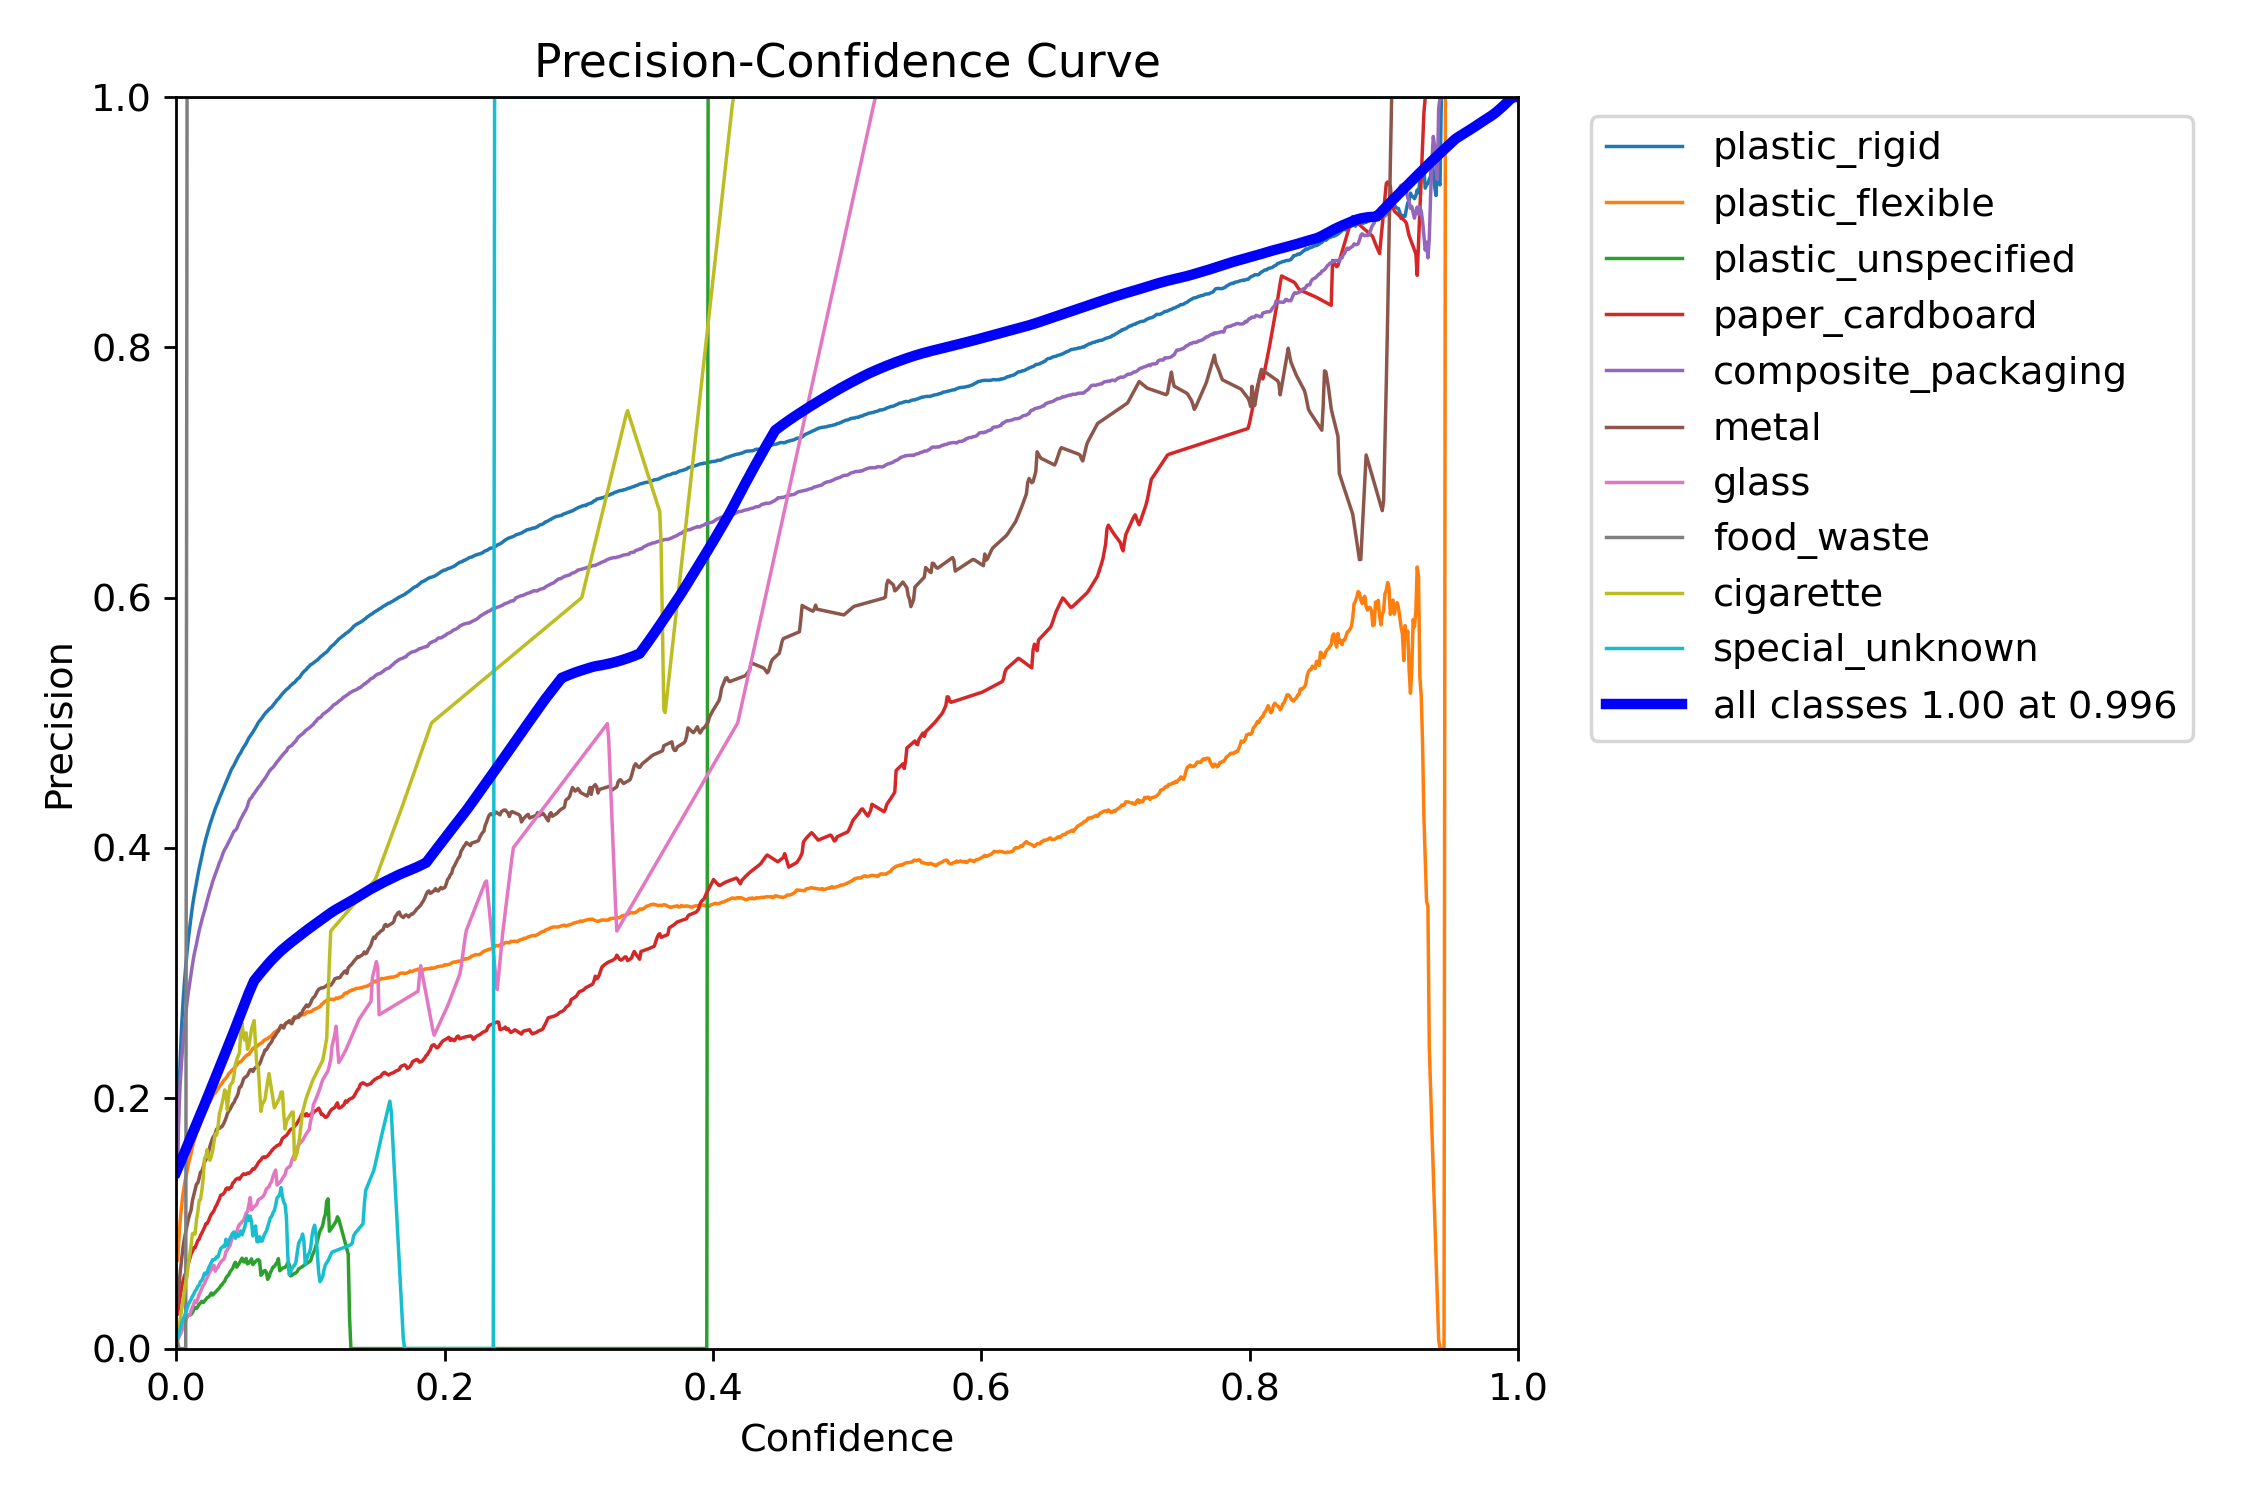 Precision-Confidence Curve
1.0
0.8
0.6
0.4
0.2
0.0
Precision
0.0 0.2 0.4 0.6 0.8 1.0
Confidence
plastic_rigid
plastic_flexible
plastic_unspecified
paper_cardboard
composite_packaging
metal
glass
food_waste
cigarette
special_unknown
all classes 1.00 at 0.996